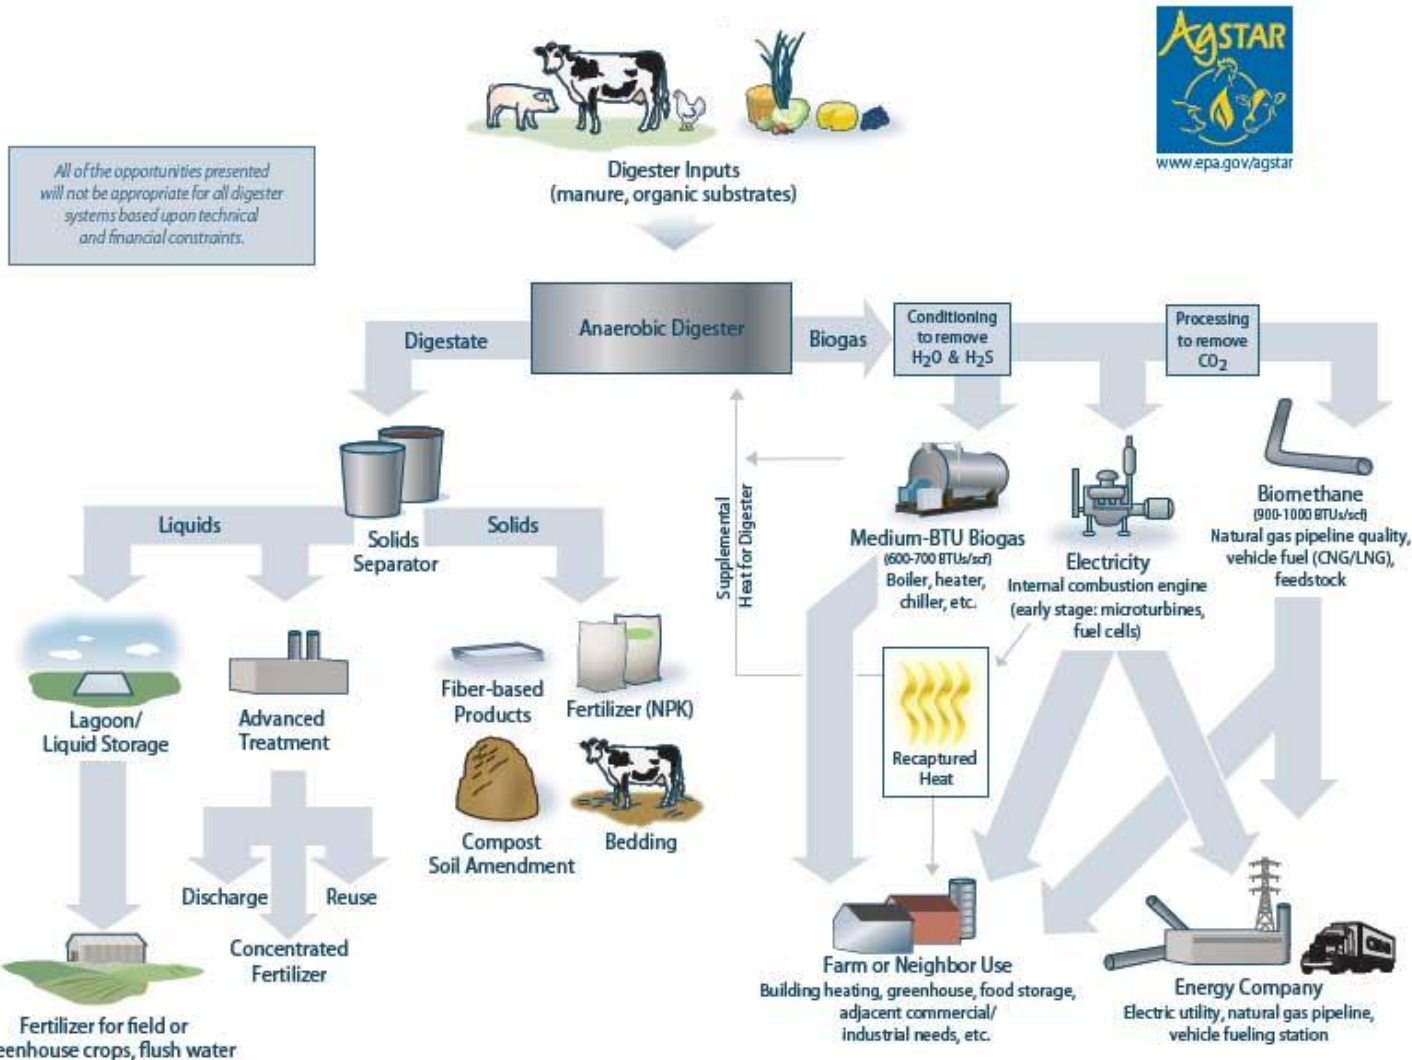 AgSTAR
www.epa.gov/agstar
All of the opportunities presented
will not be appropriate for all digester
systems based upon technical
and financial constraints.
Digester Inputs
(manure, organic substrates)
Anaerobic Digester
Digestate
Biogas
Conditioning
to remove
H2O & H2S
Processing
to remove
CO2
Liquids
Solids
Solids
Separator
Supplemental
Heat for Digester
Medium-BTU Biogas
(600-700 BTUs/scf)
Boiler, heater,
chiller, etc.
Electricity
Internal combustion engine
(early stage: microturbines,
fuel cells)
Biomethane
(900-1000 BTUs/scf)
Natural gas pipeline quality,
vehicle fuel (CNG/LNG),
feedstock
Lagoon/
Liquid Storage
Advanced
Treatment
Fiber-based
Products
Fertilizer (NPK)
Compost
Soil Amendment
Bedding
Recaptured
Heat
Discharge
Reuse
Concentrated
Fertilizer
Fertilizer for field or
eenhouse crops, flush water
Farm or Neighbor Use
Building heating, greenhouse, food storage,
adjacent commercial/
industrial needs, etc.
Energy Company
Electric utility, natural gas pipeline,
vehicle fueling station